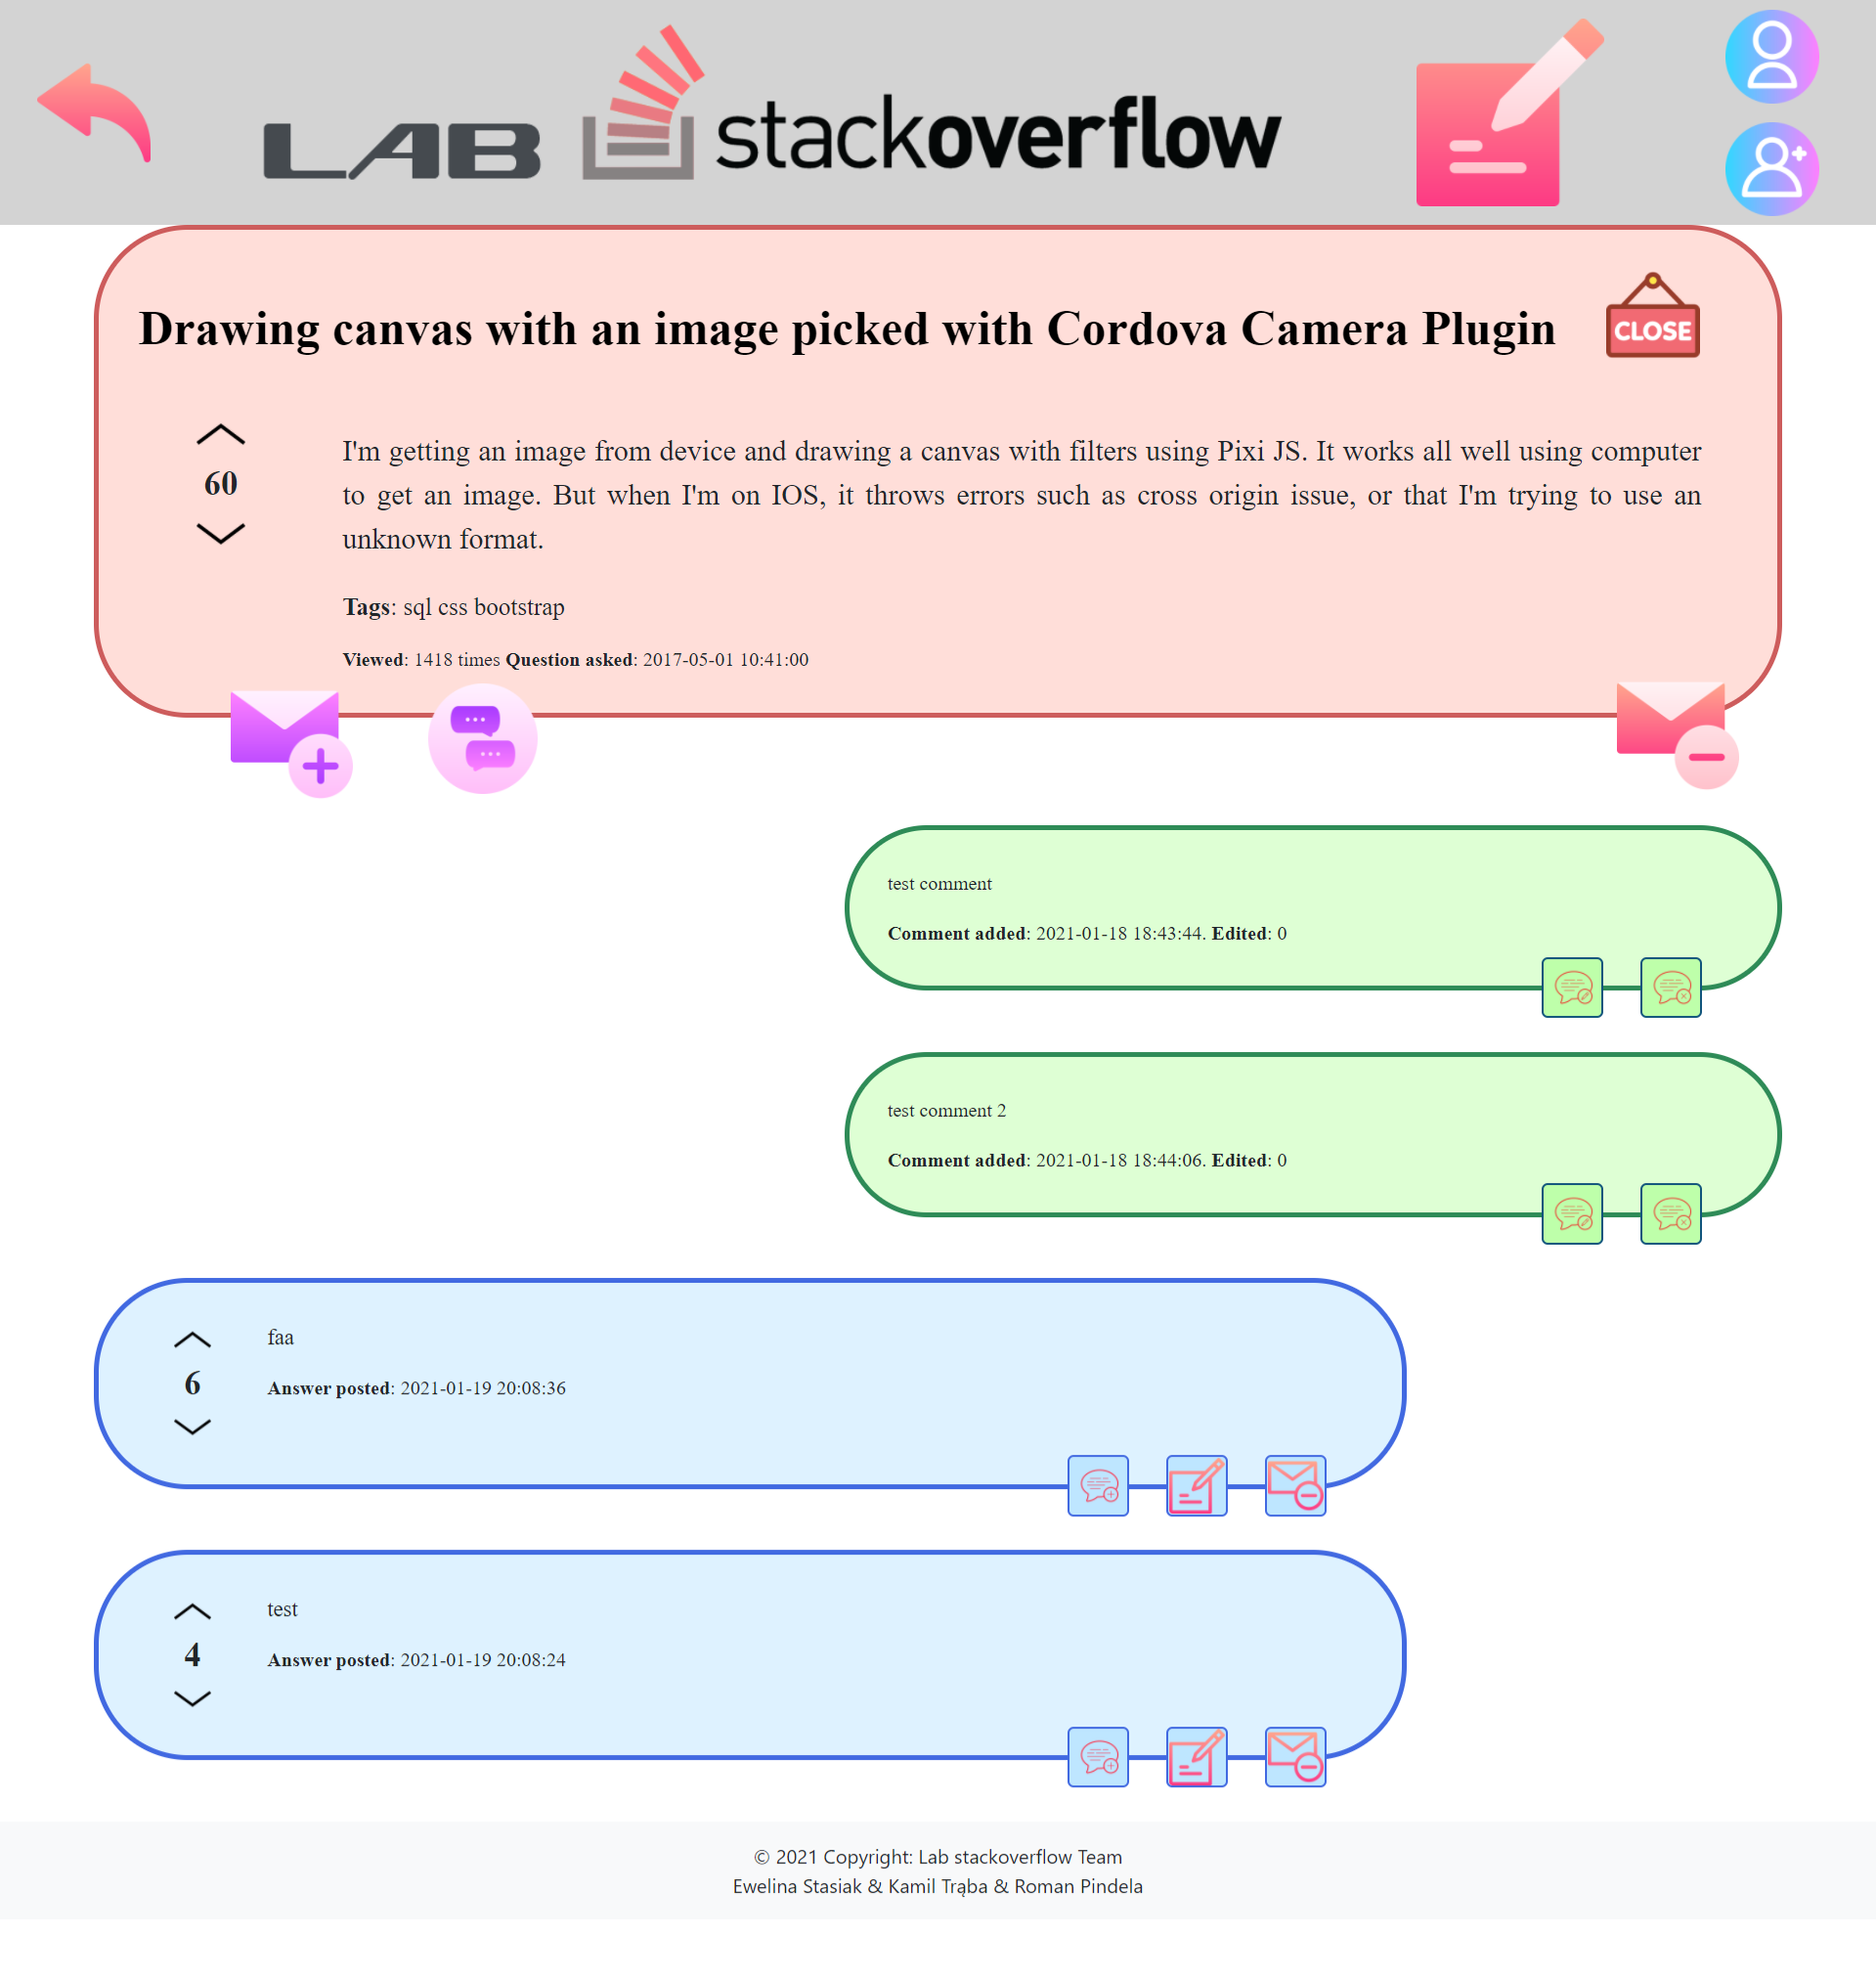 LAB stackoverflow
Drawing canvas with an image picked with Cordova Camera Plugin
CLOSE
60
I'm getting an image from device and drawing a canvas with filters using Pixi JS. It works all well using computer
to get an image. But when I'm on IOS, it throws errors such as cross origin issue, or that I'm trying to use an
unknown format.
Tags: sql css bootstrap
Viewed: 1418 times Question asked: 2017-05-01 10:41:00
test comment
Comment added: 2021-01-18 18:43:44. Edited: 0
test comment 2
Comment added: 2021-01-18 18:44:06. Edited: 0
faa
6
Answer posted: 2021-01-19 20:08:36
test
4
Answer posted: 2021-01-19 20:08:24
© 2021 Copyright: Lab stackoverflow Team
Ewelina Stasiak & Kamil Trąba & Roman Pindela